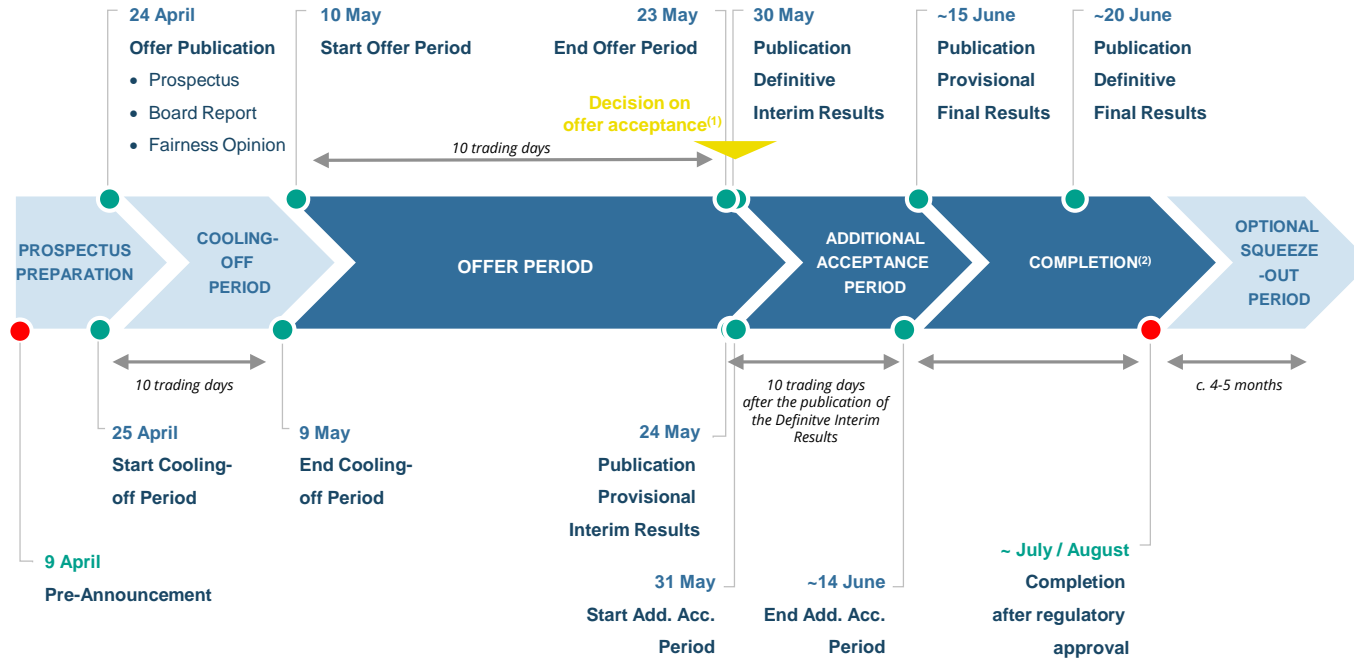 24 April
Offer Publication
• Prospectus
• Board Report
• Fairness Opinion
10 May
Start Offer Period
23 May
End Offer Period
30 May
Publication
Definitive
Interim Results
~15 June
Publication
Provisional
Final Results
~20 June
Publication
Definitive
Final Results
Decision on
offer acceptance(1)
10 trading days
PROSPECTUS
PREPARATION
COOLING-
OFF
PERIOD
OFFER PERIOD
ADDITIONAL
ACCEPTANCE
PERIOD
COMPLETION(2)
OPTIONAL
SQUEEZE
-OUT
PERIOD
10 trading days
10 trading days
after the publication of
the Definitve Interim
Results
c. 4-5 months
25 April
Start Cooling-
off Period
9 May
End Cooling-
off Period
24 May
Publication
Provisional
Interim Results
9 April
Pre-Announcement
31 May
Start Add. Acc.
Period
~14 June
End Add. Acc.
Period
~ July / August
Completion
after regulatory
approval